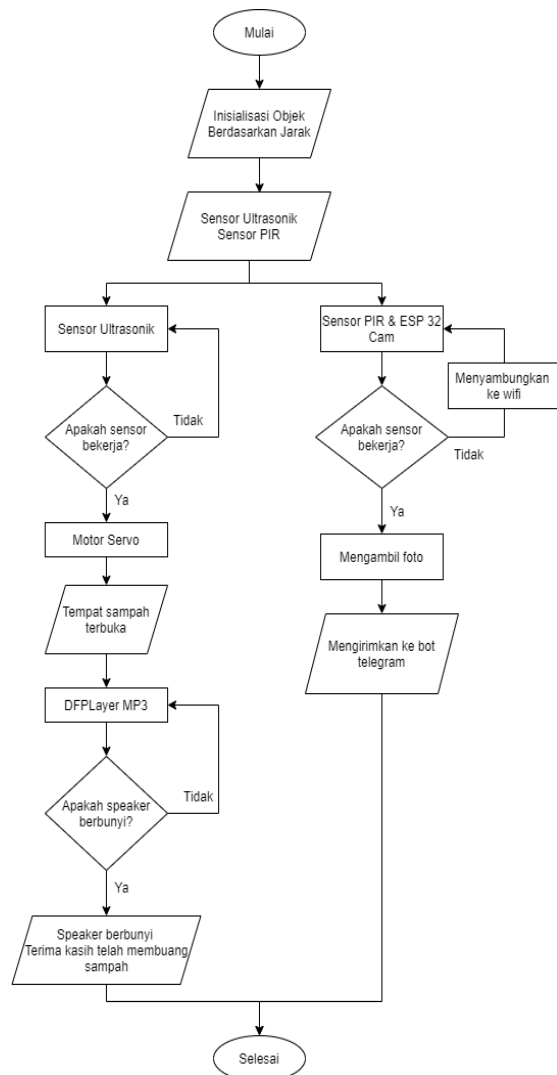 Mulai
Inisialisasi Objek
Berdasarkan Jarak
Sensor Ultrasonik
Sensor PIR
Sensor Ultrasonik
Apakah sensor
bekerja?
Tidak
Ya
Motor Servo
Tempat sampah
terbuka
DFPLayer MP3
Apakah speaker
berbunyi?
Tidak
Ya
Speaker berbunyi
Terima kasih telah membuang
sampah
Sensor PIR & ESP 32
Cam
Menyambungkan
ke wifi
Apakah sensor
bekerja?
Tidak
Ya
Mengambil foto
Mengirimkan ke bot
telegram
Selesai